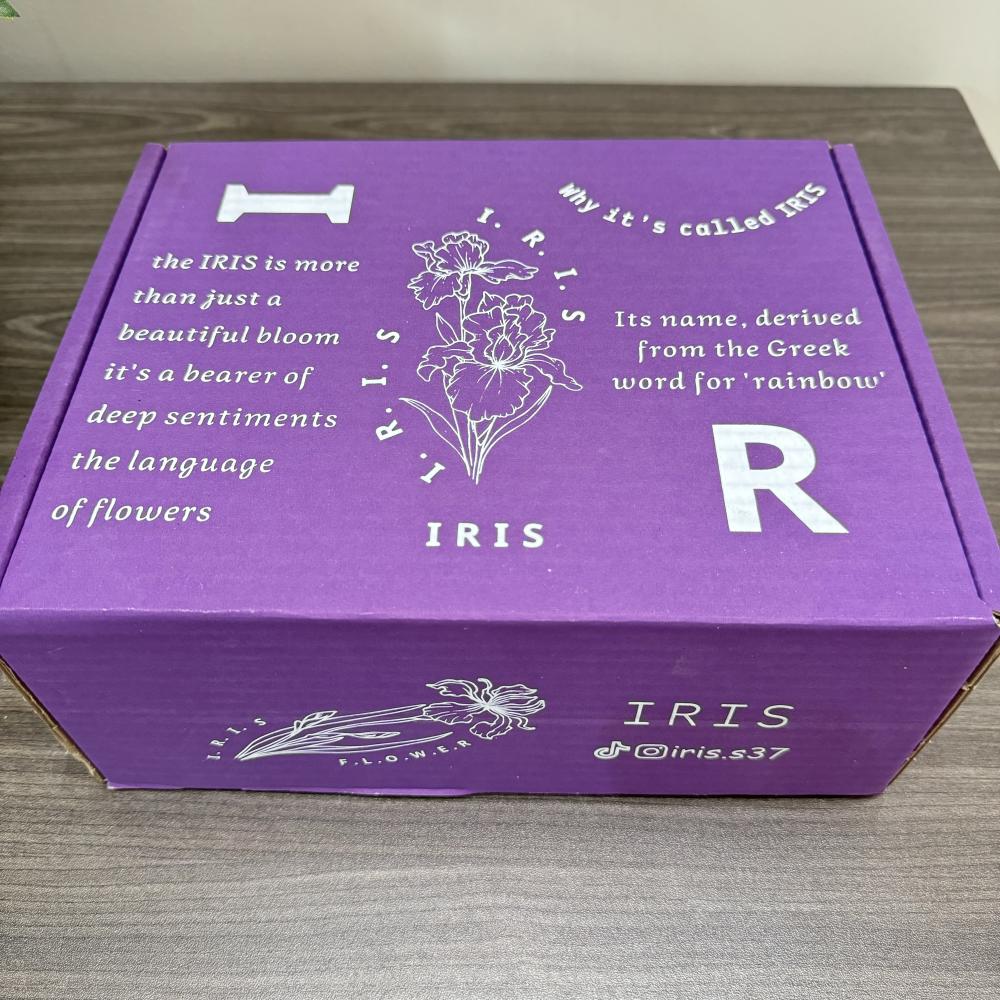 I
the IRIS is more
than just a
beautiful bloom
it's a bearer of
deep sentiments
the language
of flowers
I. R. I. S
I. R. I. S
IRIS
Why it's called IRIS
Its name, derived
from the Greek
word for 'rainbow'
R
I.R.I.S
F.L.O.W.E.R
IRIS
iris.s37